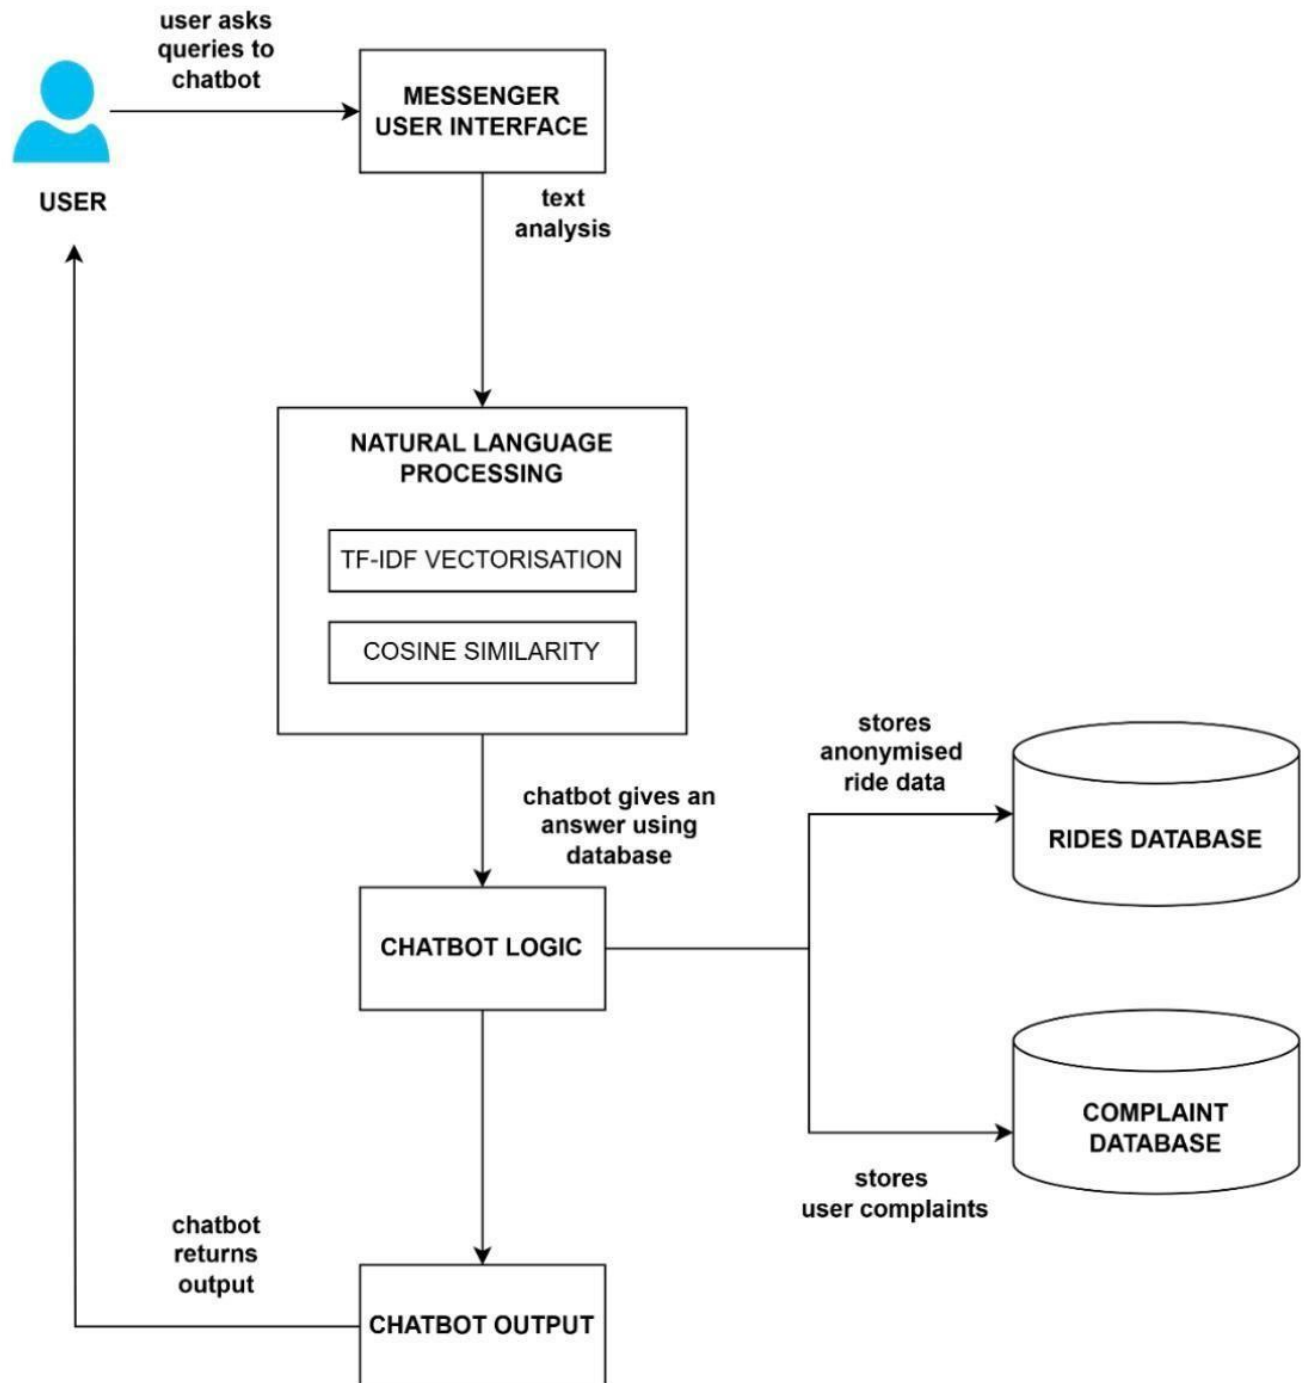 user asks
queries to
chatbot
MESSENGER
USER INTERFACE
USER
text
analysis
NATURAL LANGUAGE
PROCESSING
TF-IDF VECTORISATION
COSINE SIMILARITY
stores
anonymised
ride data
RIDES DATABASE
chatbot gives an
answer using
database
CHATBOT LOGIC
COMPLAINT
DATABASE
stores
user complaints
chatbot
returns
output
CHATBOT OUTPUT